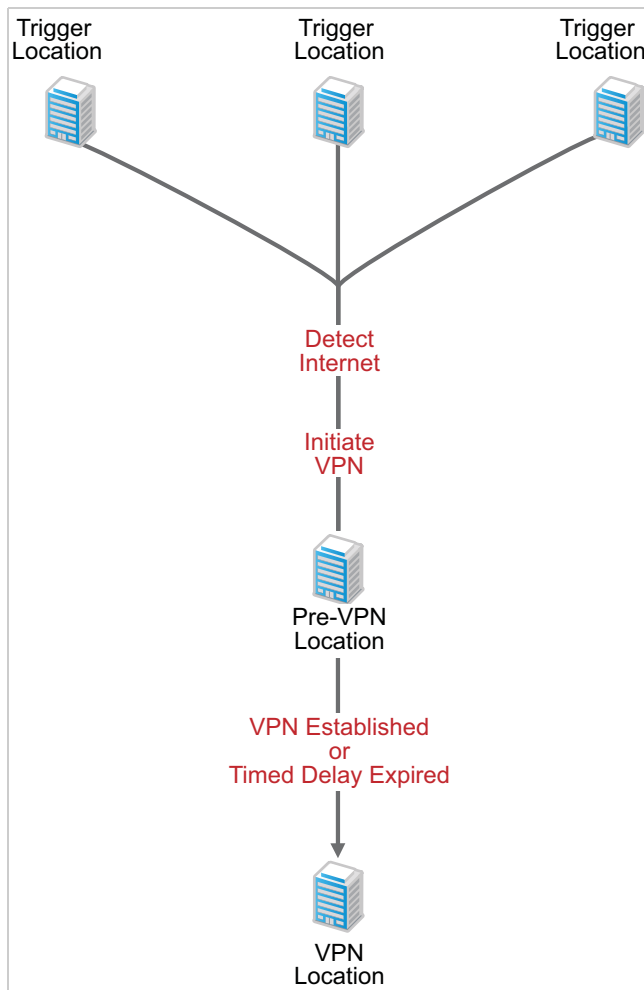 Trigger
Location
Trigger
Location
Trigger
Location
Detect
Internet
Initiate
VPN
Pre-VPN
Location
VPN Established
or
Timed Delay Expired
VPN
Location